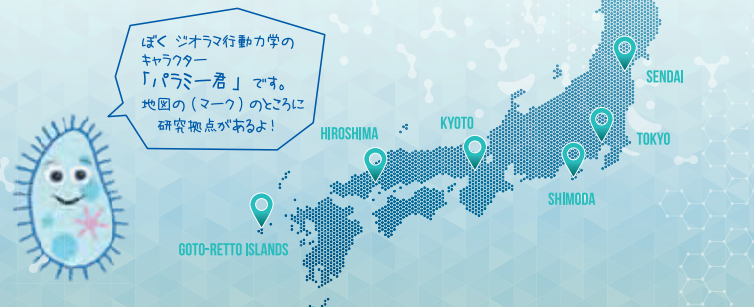 ぼく ジオラマ行動力学の
キャラクター
「パラミー君」です。
地図の(マーク)のところに
研究拠点があるよ!
SENDAI
KYOTO
HIROSHIMA
TOKYO
SHIMODA
GOTO-RETTO ISLANDS